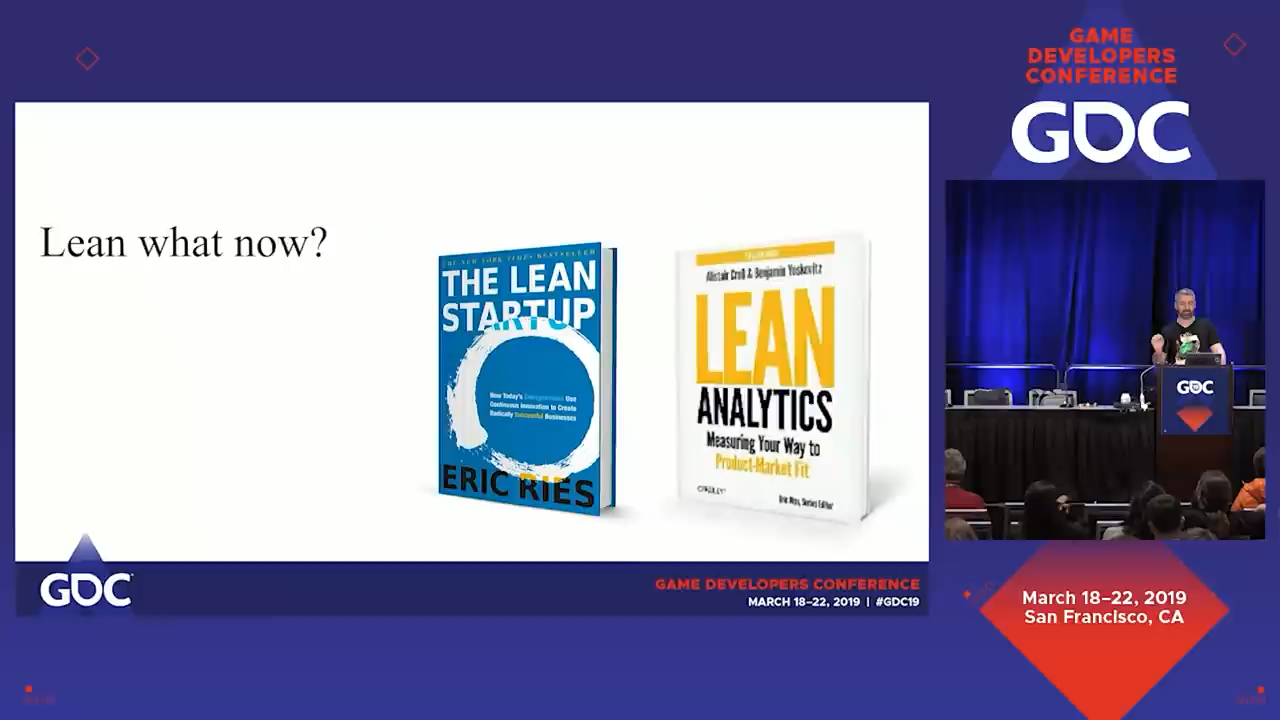 GAME
DEVELOPERS
CONFERENCE
GDC
Lean what now?
THE NEW YORK TIMES BESTSELLER
THE LEAN
STARTUP
How Today's Entrepreneurs Use
Continuous Innovation to Create
Radically Successful Businesses
ERIC RIES
Alistair Croll & Benjamin Yoskovitz
LEAN
ANALYTICS
Measuring Your Way to
Product-Market Fit
O'REILLY
Eric Ries, Series Editor
GDC
GDC
GAME DEVELOPERS CONFERENCE
MARCH 18–22, 2019 | #GDC19
March 18–22, 2019
San Francisco, CA